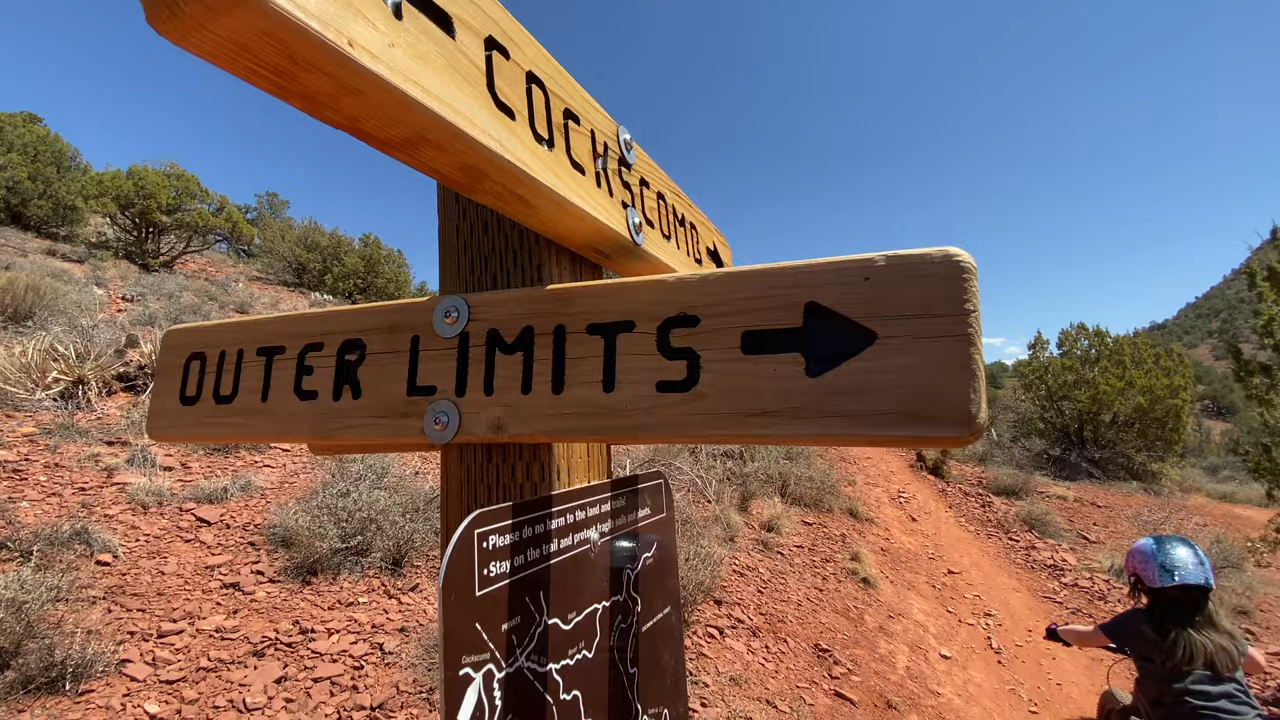 COCKSCOMB
OUTER LIMITS
• Please do no harm to the land and trails!
• Stay on the trail and protect fragile soils and plants.
PRIVATE
Cockscomb